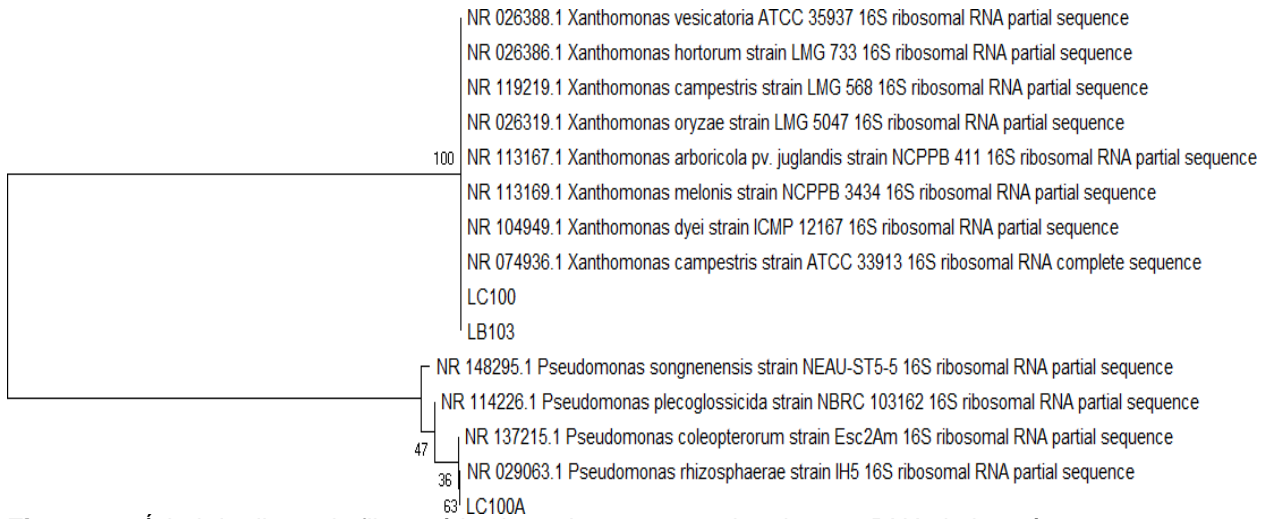 NR 026388.1 Xanthomonas vesicatoria ATCC 35937 16S ribosomal RNA partial sequence
NR 026386.1 Xanthomonas hortorum strain LMG 733 16S ribosomal RNA partial sequence
NR 119219.1 Xanthomonas campestris strain LMG 568 16S ribosomal RNA partial sequence
NR 026319.1 Xanthomonas oryzae strain LMG 5047 16S ribosomal RNA partial sequence
100 NR 113167.1 Xanthomonas arboricola pv. juglandis strain NCPPB 411 16S ribosomal RNA partial sequence
NR 113169.1 Xanthomonas melonis strain NCPPB 3434 16S ribosomal RNA partial sequence
NR 104949.1 Xanthomonas dyei strain ICMP 12167 16S ribosomal RNA partial sequence
NR 074936.1 Xanthomonas campestris strain ATCC 33913 16S ribosomal RNA complete sequence
LC100
LB103
NR 148295.1 Pseudomonas songnenensis strain NEAU-ST5-5 16S ribosomal RNA partial sequence
NR 114226.1 Pseudomonas plecoglossicida strain NBRC 103162 16S ribosomal RNA partial sequence
NR 137215.1 Pseudomonas coleopterorum strain Esc2Am 16S ribosomal RNA partial sequence
47
NR 029063.1 Pseudomonas rhizosphaerae strain IH5 16S ribosomal RNA partial sequence
36
63 LC100A